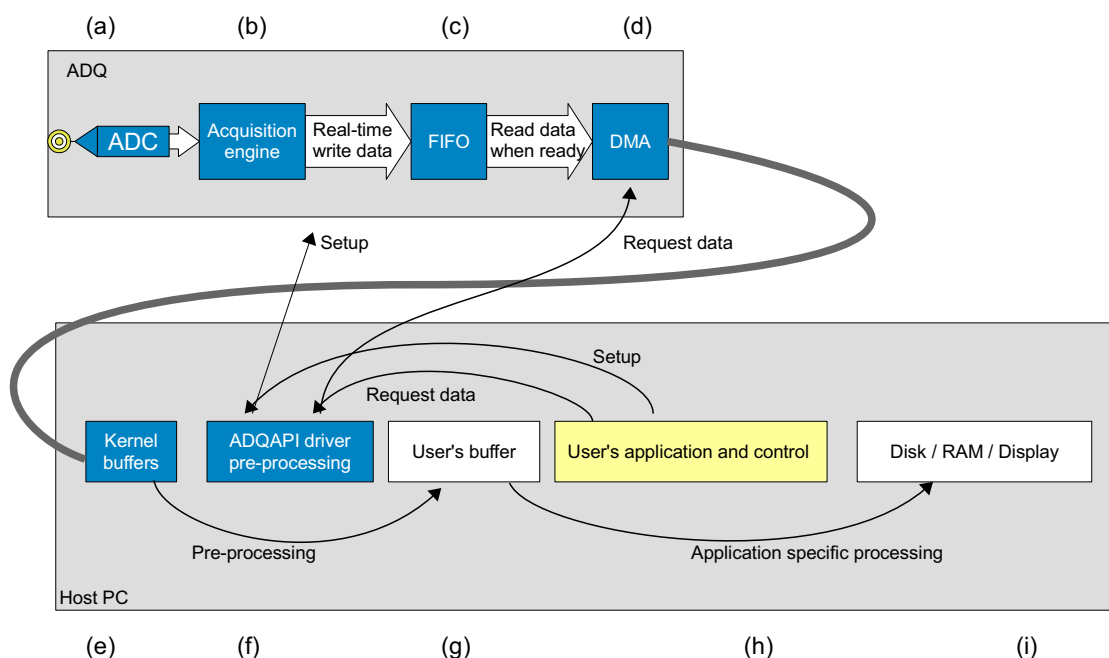 (a)
(b)
(c)
(d)
ADQ
ADC
Acquisition
engine
Real-time
write data
FIFO
Read data
when ready
DMA
Setup
Request data
Setup
Request data
Kernel
buffers
ADQAPI driver
pre-processing
User's buffer
User's application and control
Disk / RAM / Display
Pre-processing
Application specific processing
Host PC
(e)
(f)
(g)
(h)
(i)